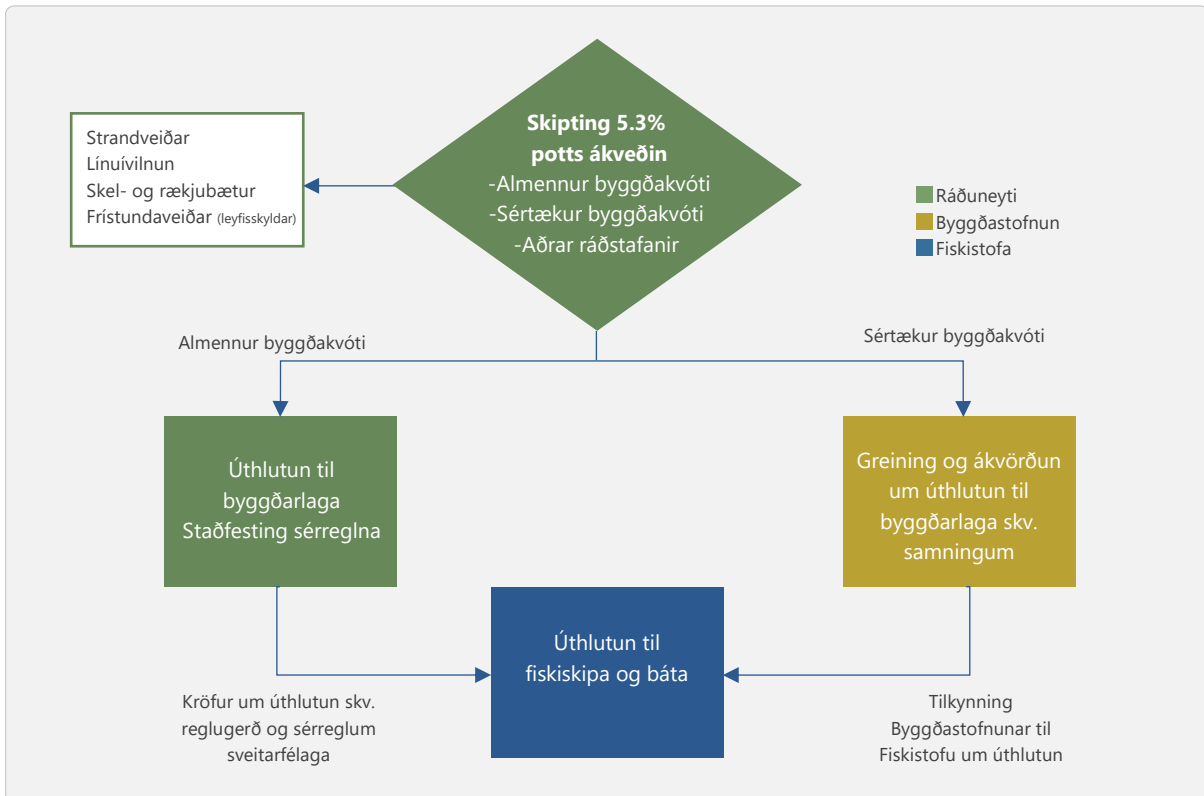 Skipting 5.3%
potts ákveðin
-Almennur byggðakvóti
-Sértækur byggðakvóti
-Aðrar ráðstafanir
Strandveiðar
Línuívilnun
Skel- og rækjubætur
Frístundaveiðar (leyfisskyldar)
Ráðuneyti
Byggðastofnun
Fiskistofa
Almennur byggðakvóti
Sértækur byggðakvóti
Úthlutun til
byggðarlaga
Staðfesting sérreglna
Greining og ákvörðun
um úthlutun til
byggðarlaga skv.
samningum
Úthlutun til
fiskiskipa og báta
Kröfur um úthlutun skv.
reglugerð og sérreglum
sveitarfélaga
Tilkynning
Byggðastofnunar til
Fiskistofu um úthlutun